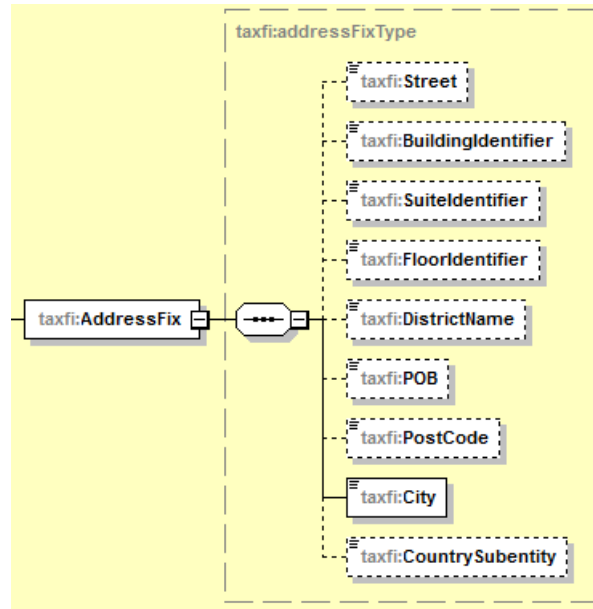 taxfi:addressFixType
taxfi:Street
taxfi:BuildingIdentifier
taxfi:SuiteIdentifier
taxfi:FloorIdentifier
taxfi:AddressFix
taxfi:DistrictName
taxfi:POB
taxfi:PostCode
taxfi:City
taxfi:CountrySubentity